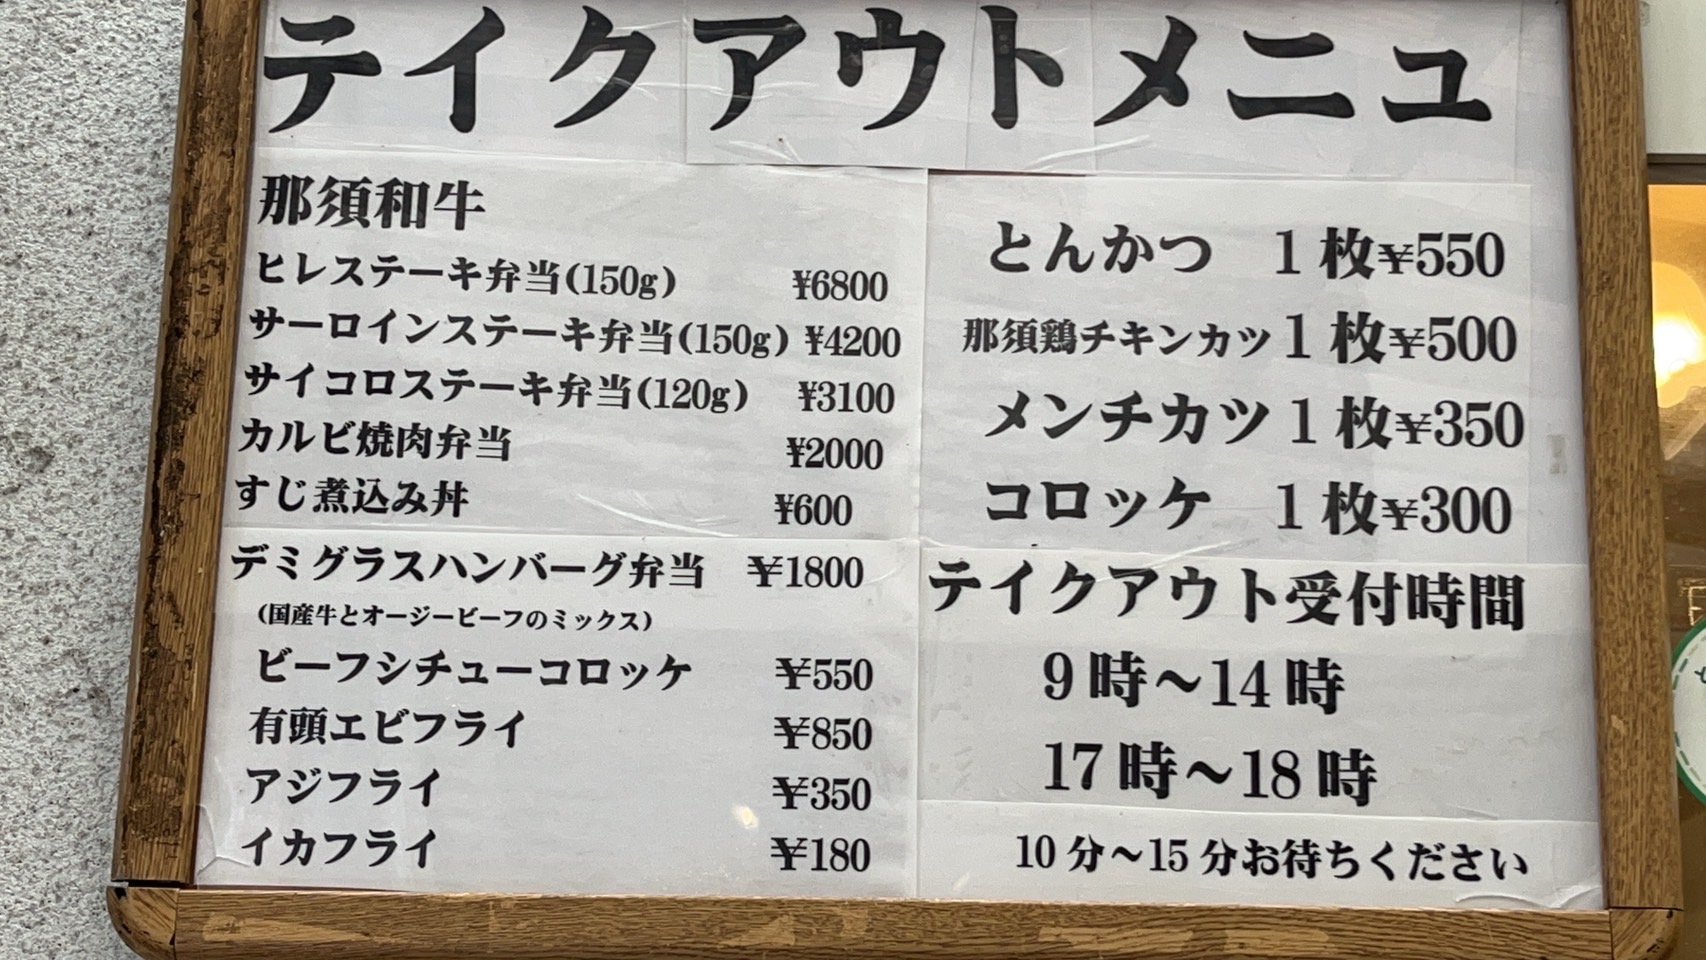 テイクアウトメニュ
那須和牛
ヒレステーキ弁当(150g) ¥6800
サーロインステーキ弁当(150g) ¥4200
サイコロステーキ弁当(120g) ¥3100
カルビ焼肉弁当 ¥2000
すじ煮込み丼 ¥600
デミグラスハンバーグ弁当 ¥1800
(国産牛とオージービーフのミックス)
ビーフシチューコロッケ ¥550
有頭エビフライ ¥850
アジフライ ¥350
イカフライ ¥180
とんかつ 1枚¥550
那須鶏チキンカツ1枚¥500
メンチカツ1枚¥350
コロッケ 1枚¥300
テイクアウト受付時間
9時〜14時
17時〜18時
10分〜15分お待ちください